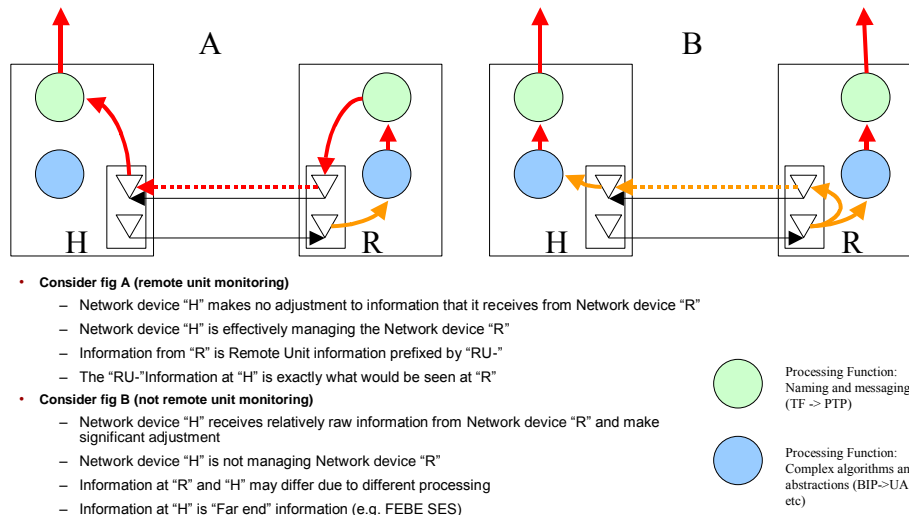 A
B
H
R
H
R
• Consider fig A (remote unit monitoring)
– Network device “H” makes no adjustment to information that it receives from Network device “R”
– Network device “H” is effectively managing the Network device “R”
– Information from “R” is Remote Unit information prefixed by “RU-”
– The “RU-”Information at “H” is exactly what would be seen at “R”
• Consider fig B (not remote unit monitoring)
– Network device “H” receives relatively raw information from Network device “R” and make
significant adjustment
– Network device “H” is not managing Network device “R”
– Information at “R” and “H” may differ due to different processing
– Information at “H” is “Far end” information (e.g. FEBE SES)
Processing Function:
Naming and messaging
(TF -> PTP)
Processing Function:
Complex algorithms an
abstractions (BIP->UA
etc)